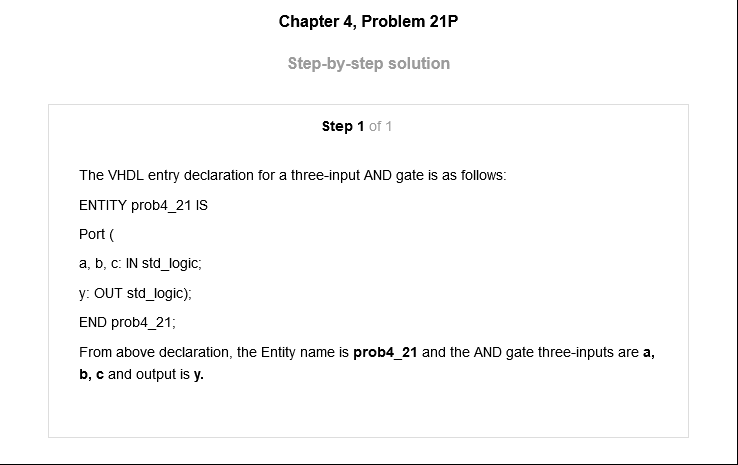 Chapter 4, Problem 21P
Step-by-step solution
Step 1 of 1
The VHDL entry declaration for a three-input AND gate is as follows:
ENTITY prob4_21 IS
Port (
a, b, c: IN std_logic;
y: OUT std_logic);
END prob4_21;
From above declaration, the Entity name is prob4_21 and the AND gate three-inputs are a,
b, c and output is y.